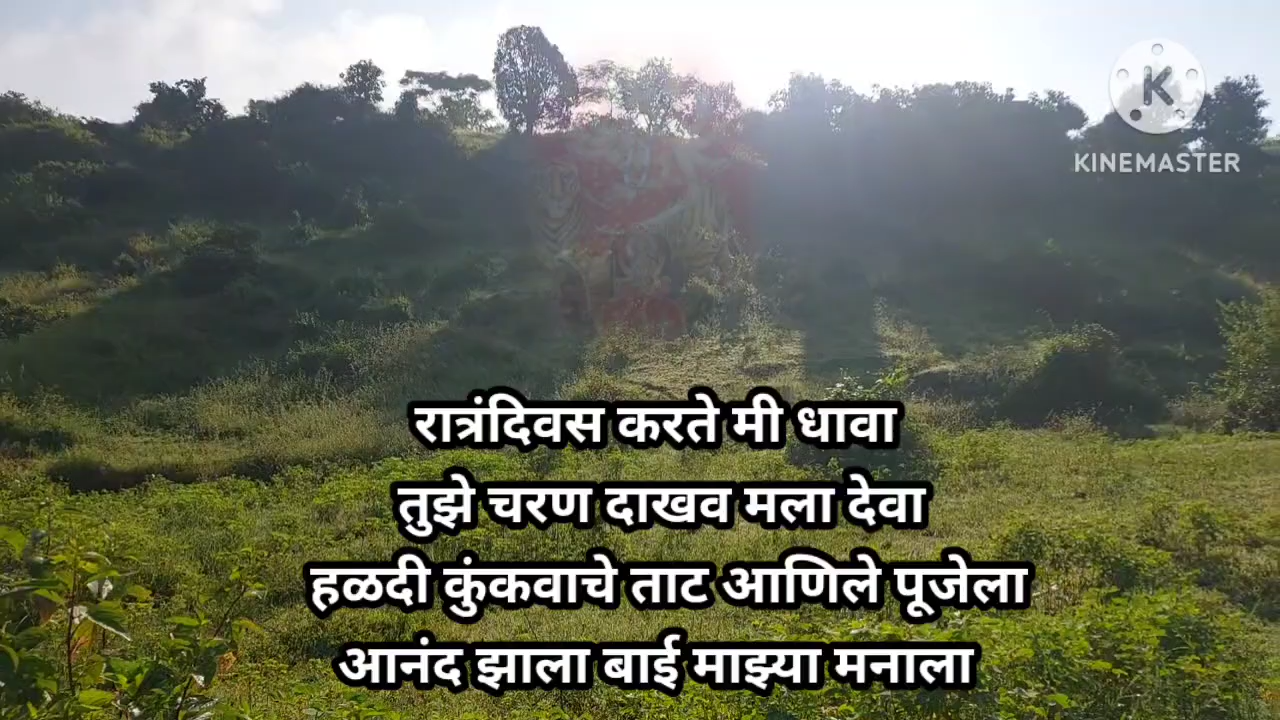 KINEMASTER
रात्रंदिवस करते मी धावा
तुझे चरण दाखव मला देवा
हळदी कुंकवाचे ताट आणिले पूजेला
आनंद झाला बाई माझ्या मनाला